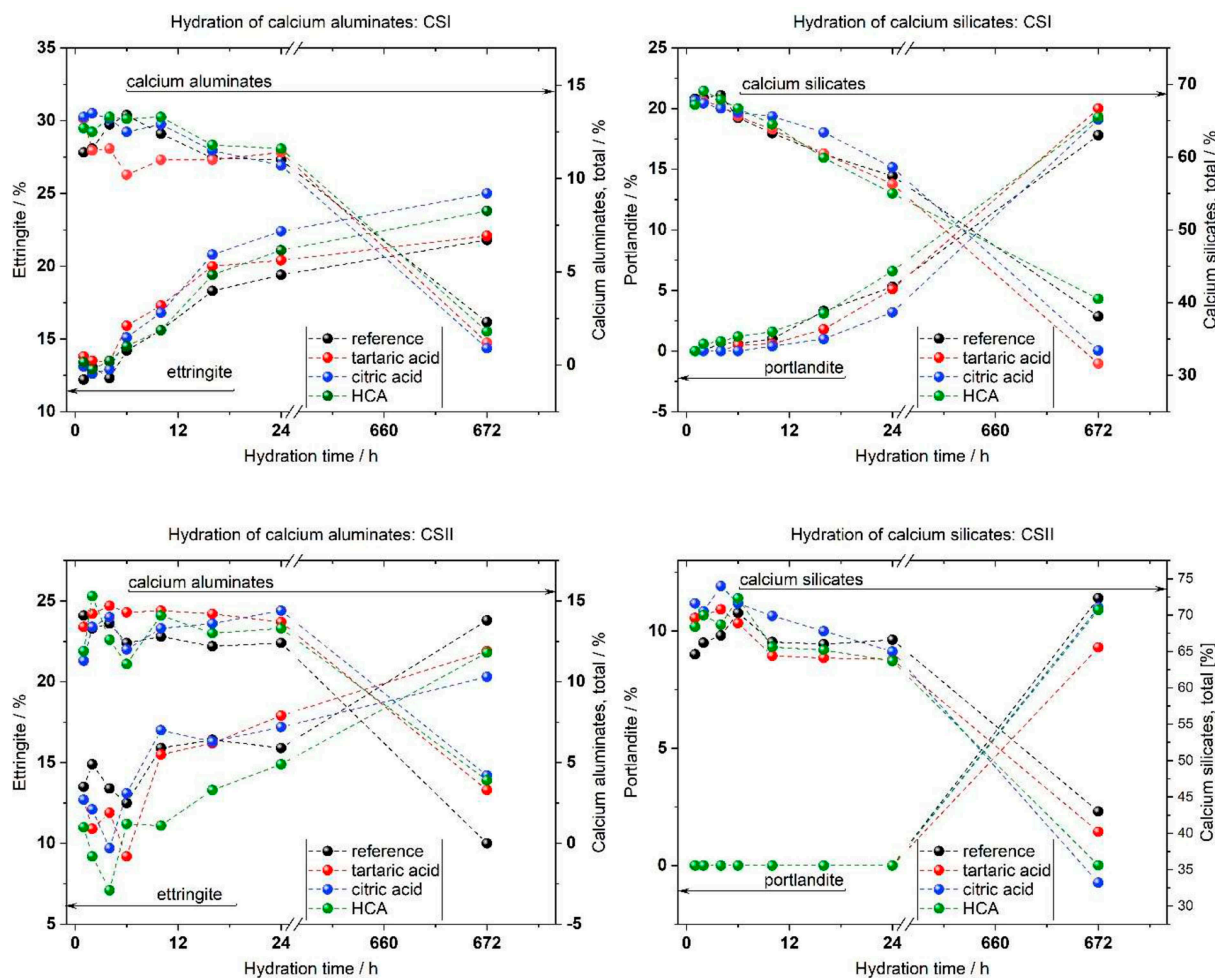 Hydration of calcium aluminates: CSI
35
30
25
20
15
10
Ettringite / %
calcium aluminates
ettringite
reference
tartaric acid
citric acid
HCA
15
10
5
0
Calcium aluminates, total / %
0 12 24 660 672
Hydration time / h
Hydration of calcium silicates: CSI
25
20
15
10
5
0
-5
Portlandite / %
calcium silicates
portlandite
reference
tartaric acid
citric acid
HCA
70
60
50
40
30
Calcium silicates, total / %
0 12 24 660 672
Hydration time / h
Hydration of calcium aluminates: CSII
25
20
15
10
5
Ettringite / %
calcium aluminates
ettringite
reference
tartaric acid
citric acid
HCA
15
10
5
0
-5
Calcium aluminates, total / %
0 12 24 660 672
Hydration time / h
Hydration of calcium silicates: CSII
10
5
0
Portlandite / %
calcium silicates
portlandite
reference
tartaric acid
citric acid
HCA
75
70
65
60
55
50
45
40
35
30
Calcium silicates, total [%]
0 12 24 660 672
Hydration time / h